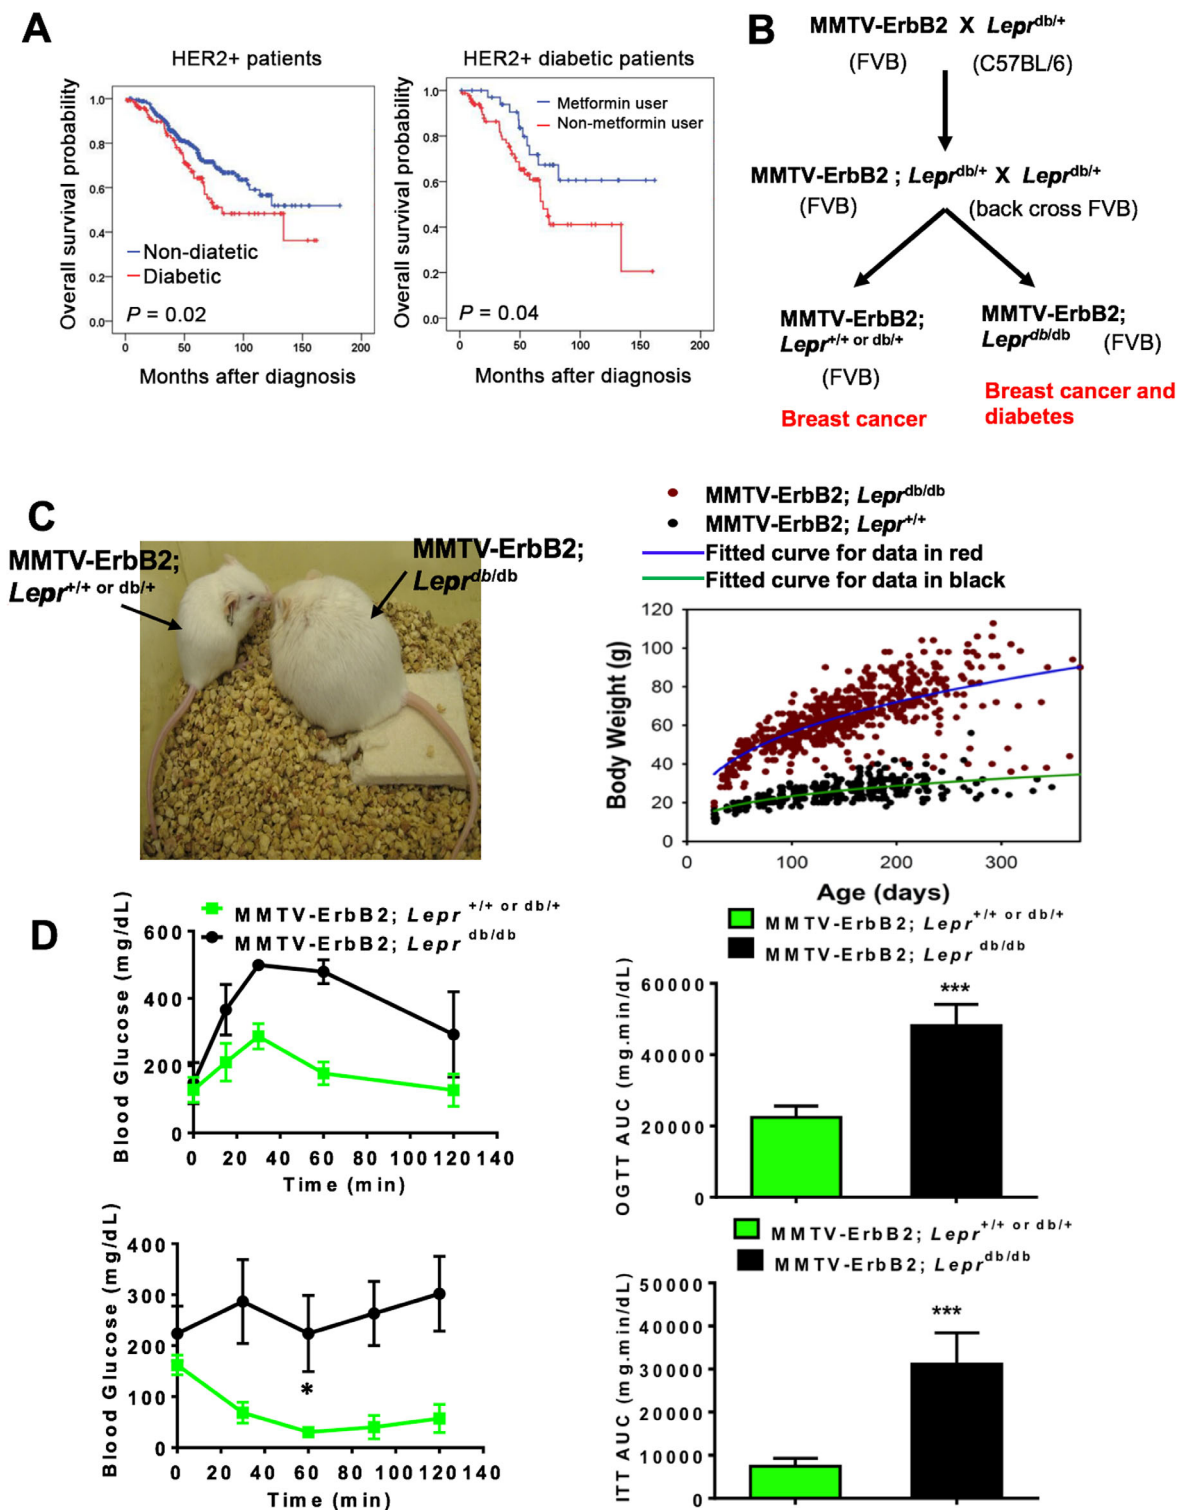 A
HER2+ patients
Overall survival probability
1.0
0.8
0.6
0.4
0.2
0.0
Non-diatetic
Diabetic
P = 0.02
0 50 100 150 200
Months after diagnosis
HER2+ diabetic patients
Overall survival probability
1.0
0.8
0.6
0.4
0.2
0.0
Metformin user
Non-metformin user
P = 0.04
0 50 100 150 200
Months after diagnosis
B
MMTV-ErbB2 X Lepr^db/+
(FVB) (C57BL/6)
MMTV-ErbB2 ; Lepr^db/+ X Lepr^db/+
(FVB) (back cross FVB)
MMTV-ErbB2;
Lepr^+/+ or db/+
(FVB)
Breast cancer
MMTV-ErbB2;
Lepr^db/db (FVB)
Breast cancer and
diabetes
C
MMTV-ErbB2;
Lepr^+/+ or db/+
MMTV-ErbB2;
Lepr^db/db
MMTV-ErbB2; Lepr^db/db
MMTV-ErbB2; Lepr^+/+
Fitted curve for data in red
Fitted curve for data in black
Body Weight (g)
120
100
80
60
40
20
0
0 100 200 300
Age (days)
D
MMTV-ErbB2; Lepr^+/+ or db/+
MMTV-ErbB2; Lepr^db/db
Blood Glucose (mg/dL)
600
400
200
0
0 20 40 60 80 100 120 140
Time (min)
MMTV-ErbB2; Lepr^+/+ or db/+
MMTV-ErbB2; Lepr^db/db
OGTT AUC (mg.min/dL)
60000
40000
20000
0
***
Blood Glucose (mg/dL)
400
300
200
100
0
*
0 20 40 60 80 100 120 140
Time (min)
MMTV-ErbB2; Lepr^+/+ or db/+
MMTV-ErbB2; Lepr^db/db
ITT AUC (mg.min/dL)
50000
40000
30000
20000
10000
0
***